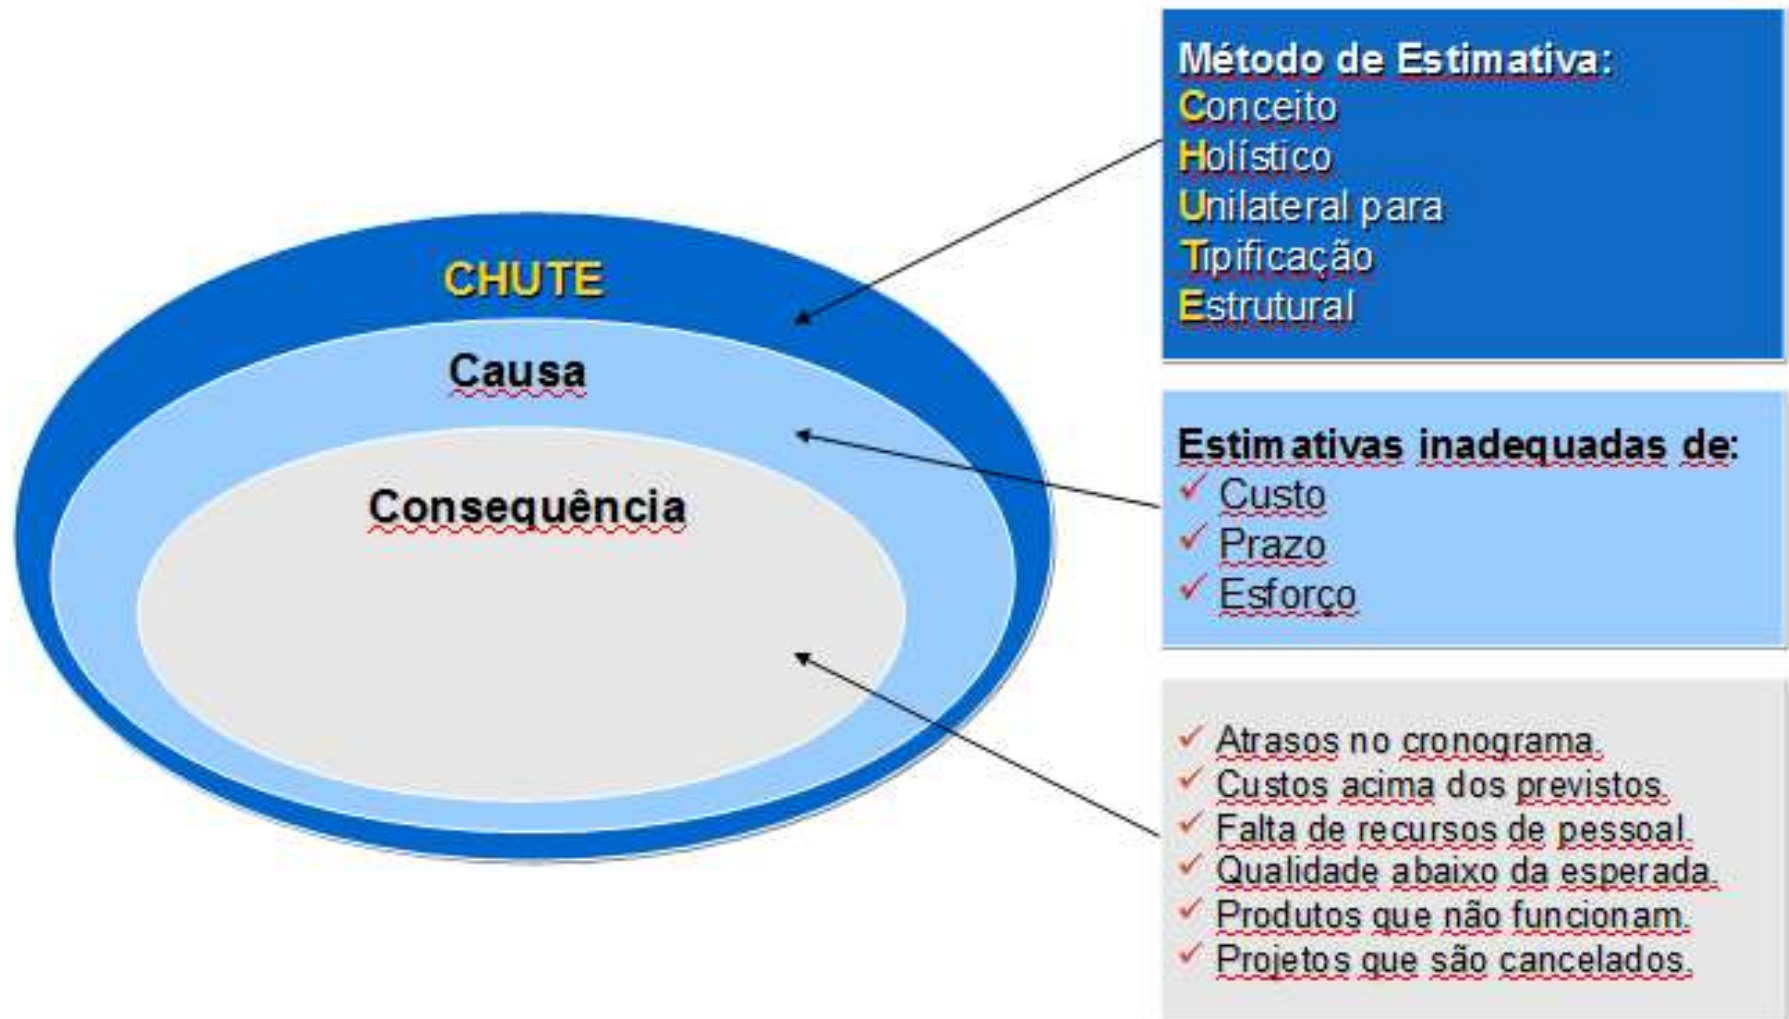 CHUTE
Causa
Consequência
Método de Estimativa:
Conceito
Holístico
Unilateral para
Tipificação
Estrutural
Estimativas inadequadas de:
Custo
Prazo
Esforço
Atrasos no cronograma.
Custos acima dos previstos.
Falta de recursos de pessoal.
Qualidade abaixo da esperada.
Produtos que não funcionam.
Projetos que são cancelados.